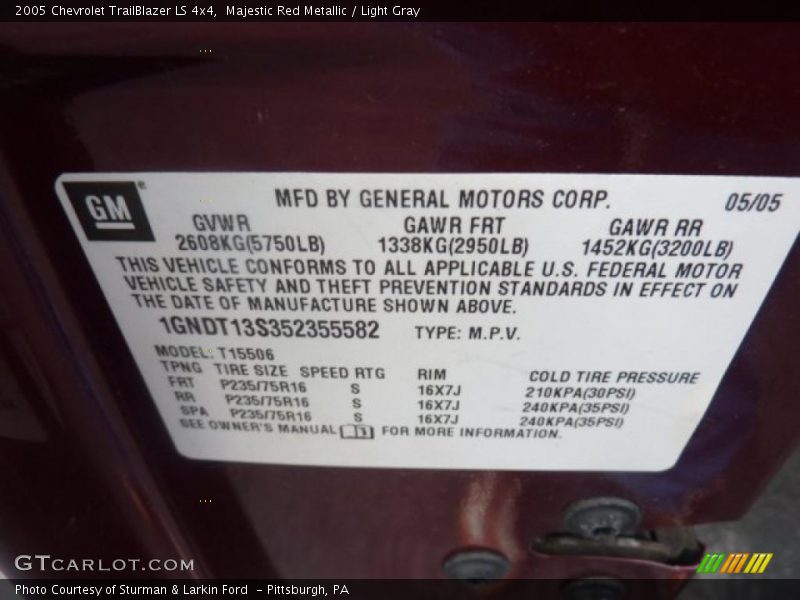 2005 Chevrolet TrailBlazer LS 4x4,  Majestic Red Metallic / Light Gray
GM
MFD BY GENERAL MOTORS CORP. 05/05
GVWR GAWR FRT GAWR RR
2608KG(5750LB) 1338KG(2950LB) 1452KG(3200LB)
THIS VEHICLE CONFORMS TO ALL APPLICABLE U.S. FEDERAL MOTOR
VEHICLE SAFETY AND THEFT PREVENTION STANDARDS IN EFFECT ON
THE DATE OF MANUFACTURE SHOWN ABOVE.
1GNDT13S352355582 TYPE: M.P.V.
MODEL: T15506
TPNG TIRE SIZE SPEED RTG RIM COLD TIRE PRESSURE
FRT P235/75R16 S 16X7J 210KPA(30PSI)
RR P235/75R16 S 16X7J 240KPA(35PSI)
SPA P235/75R16 S 16X7J 240KPA(35PSI)
SEE OWNER'S MANUAL FOR MORE INFORMATION.
GTCARLOT.COM
Photo Courtesy of Sturman & Larkin Ford  - Pittsburgh, PA